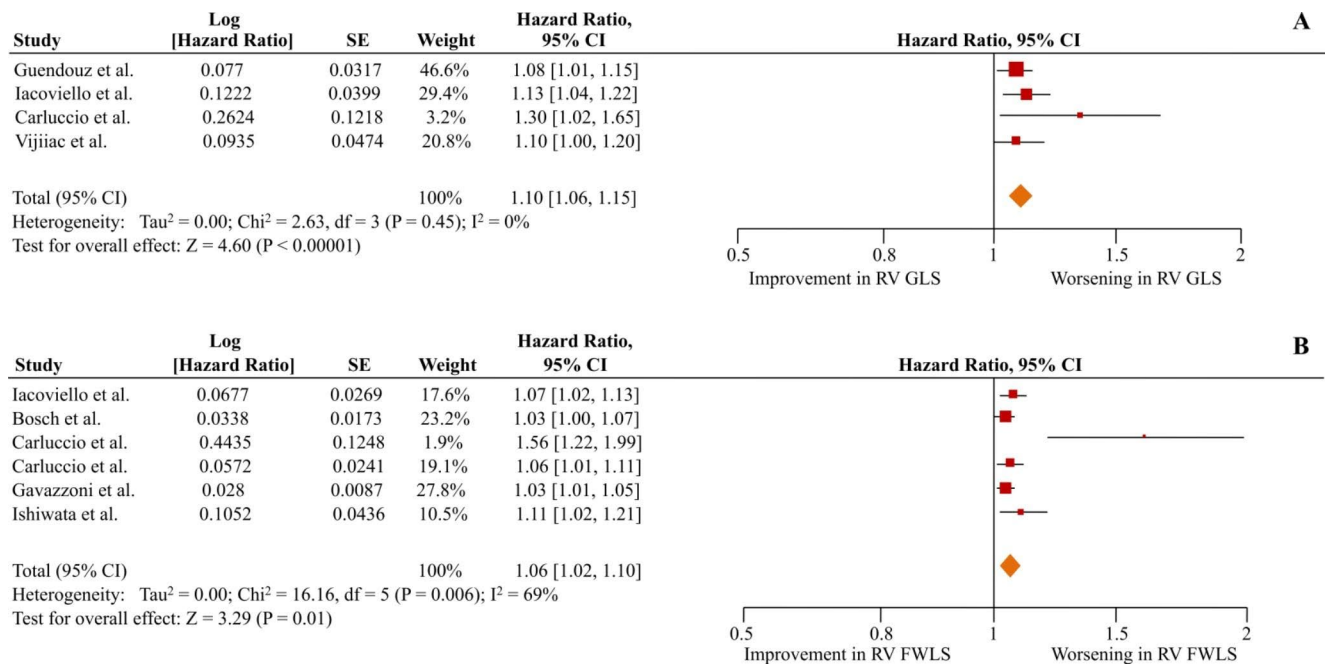 A
Log
Hazard Ratio,
Study [Hazard Ratio] SE Weight 95% CI Hazard Ratio, 95% CI
Guendouz et al. 0.077 0.0317 46.6% 1.08 [1.01, 1.15]
Iacoviello et al. 0.1222 0.0399 29.4% 1.13 [1.04, 1.22]
Carluccio et al. 0.2624 0.1218 3.2% 1.30 [1.02, 1.65]
Vijiiac et al. 0.0935 0.0474 20.8% 1.10 [1.00, 1.20]
Total (95% CI) 100% 1.10 [1.06, 1.15]
Heterogeneity: Tau² = 0.00; Chi² = 2.63, df = 3 (P = 0.45); I² = 0%
Test for overall effect: Z = 4.60 (P < 0.00001)
0.5 0.8 1 1.5 2
Improvement in RV GLS Worsening in RV GLS
B
Log
Hazard Ratio,
Study [Hazard Ratio] SE Weight 95% CI Hazard Ratio, 95% CI
Iacoviello et al. 0.0677 0.0269 17.6% 1.07 [1.02, 1.13]
Bosch et al. 0.0338 0.0173 23.2% 1.03 [1.00, 1.07]
Carluccio et al. 0.4435 0.1248 1.9% 1.56 [1.22, 1.99]
Carluccio et al. 0.0572 0.0241 19.1% 1.06 [1.01, 1.11]
Gavazzoni et al. 0.028 0.0087 27.8% 1.03 [1.01, 1.05]
Ishiwata et al. 0.1052 0.0436 10.5% 1.11 [1.02, 1.21]
Total (95% CI) 100% 1.06 [1.02, 1.10]
Heterogeneity: Tau² = 0.00; Chi² = 16.16, df = 5 (P = 0.006); I² = 69%
Test for overall effect: Z = 3.29 (P = 0.01)
0.5 0.8 1 1.5 2
Improvement in RV FWLS Worsening in RV FWLS